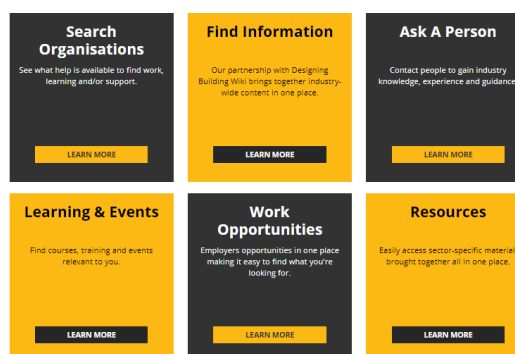 Search
Organisations
See what help is available to find work,
learning and/or support.
LEARN MORE
Find Information
Our partnership with Designing
Building Wiki brings together industry-
wide content in one place.
LEARN MORE
Ask A Person
Contact people to gain industry
knowledge, experience and guidance
LEARN MORE
Learning & Events
Find courses, training and events
relevant to you.
LEARN MORE
Work
Opportunities
Employers opportunities in one place
making it easy to find what you're
looking for.
LEARN MORE
Resources
Easily access sector-specific material
brought together all in one place.
LEARN MORE